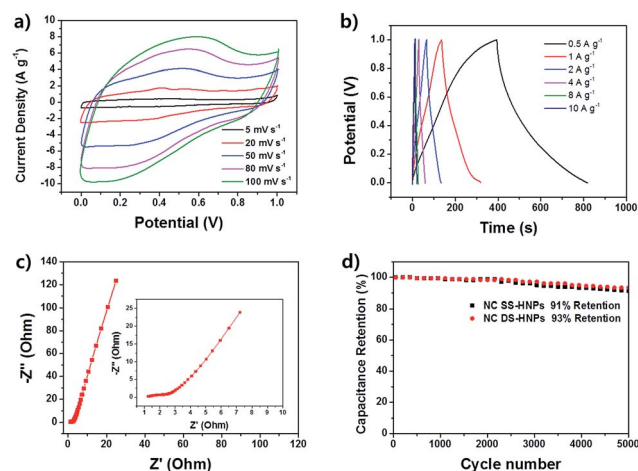 a)
Current Density (A g⁻¹)
10
8
6
4
2
0
-2
-4
-6
-8
-10
5 mV s⁻¹
20 mV s⁻¹
50 mV s⁻¹
80 mV s⁻¹
100 mV s⁻¹
0.0 0.2 0.4 0.6 0.8 1.0
Potential (V)
b)
Potential (V)
1.0
0.8
0.6
0.4
0.2
0.0
0.5 A g⁻¹
1 A g⁻¹
2 A g⁻¹
4 A g⁻¹
8 A g⁻¹
10 A g⁻¹
0 200 400 600 800 1000
Time (s)
c)
-Z'' (Ohm)
140
120
100
80
60
40
20
0
-Z'' (Ohm)
30
25
20
15
10
5
0
0 1 2 3 4 5 6 7 8 9 10
Z' (Ohm)
0 20 40 60 80 100 120
Z' (Ohm)
d)
Capacitance Retention (%)
120
100
80
60
40
20
0
NC SS-HNPs 91% Retention
NC DS-HNPs 93% Retention
0 1000 2000 3000 4000 5000
Cycle number